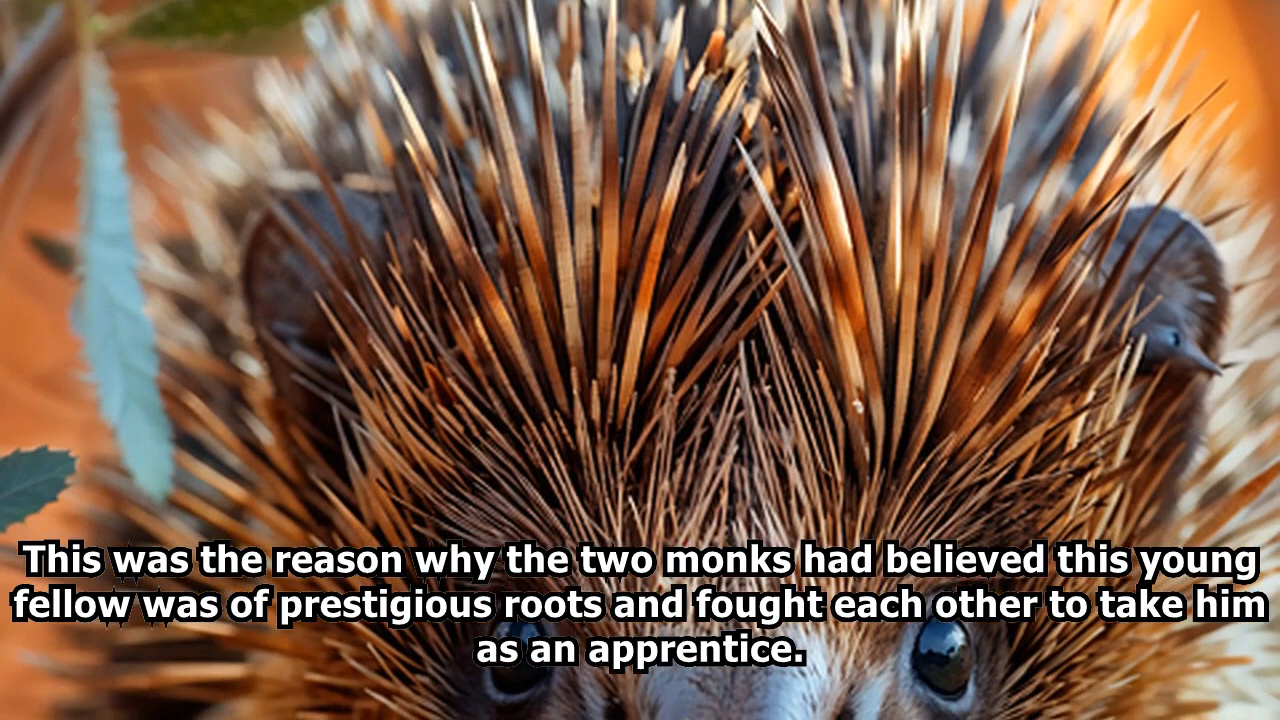 This was the reason why the two monks had believed this young
fellow was of prestigious roots and fought each other to take him
as an apprentice.